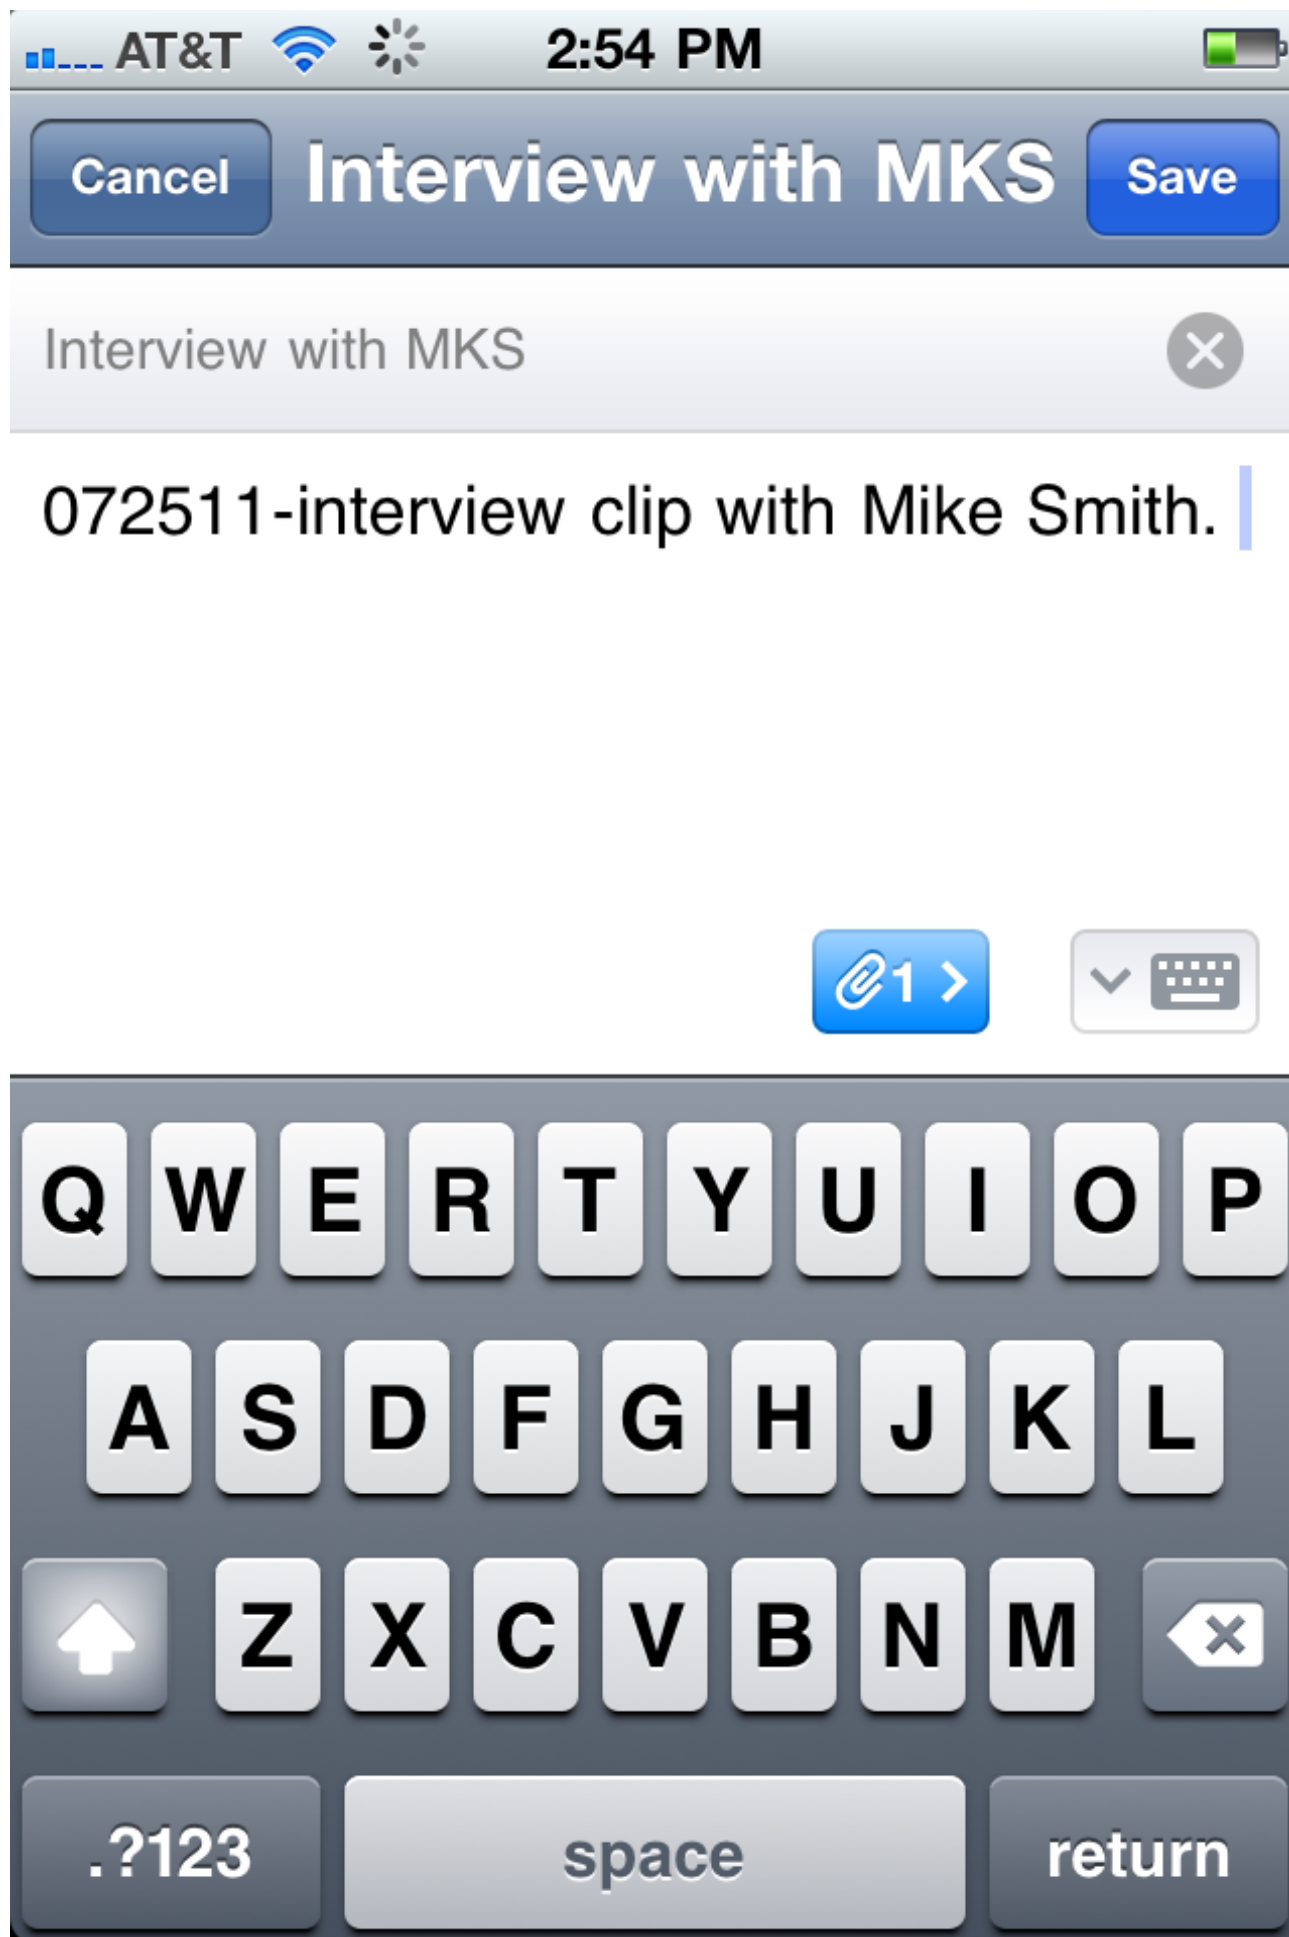 AT&T 2:54 PM
Cancel Interview with MKS Save
Interview with MKS
072511-interview clip with Mike Smith.
1
Q W E R T Y U I O P
A S D F G H J K L
Z X C V B N M
.?123 space return